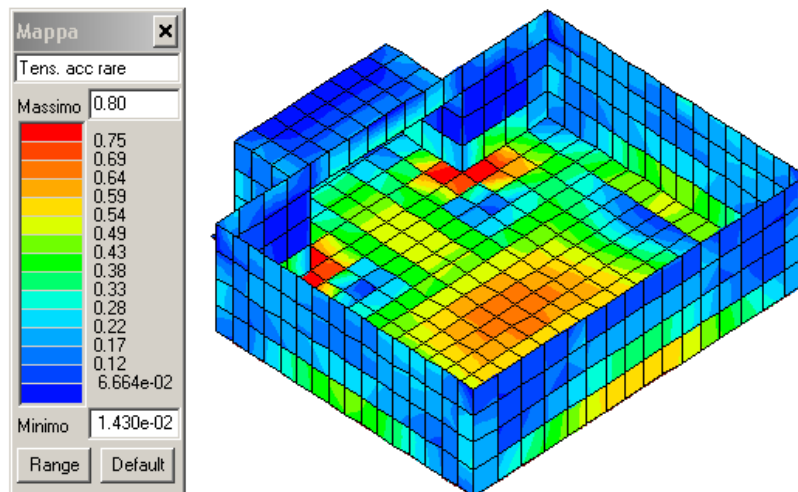 Mappa
Tens. acc rare
Massimo 0.80
0.75
0.69
0.64
0.59
0.54
0.49
0.43
0.38
0.33
0.28
0.22
0.17
0.12
6.664e-02
Minimo 1.430e-02
Range Default